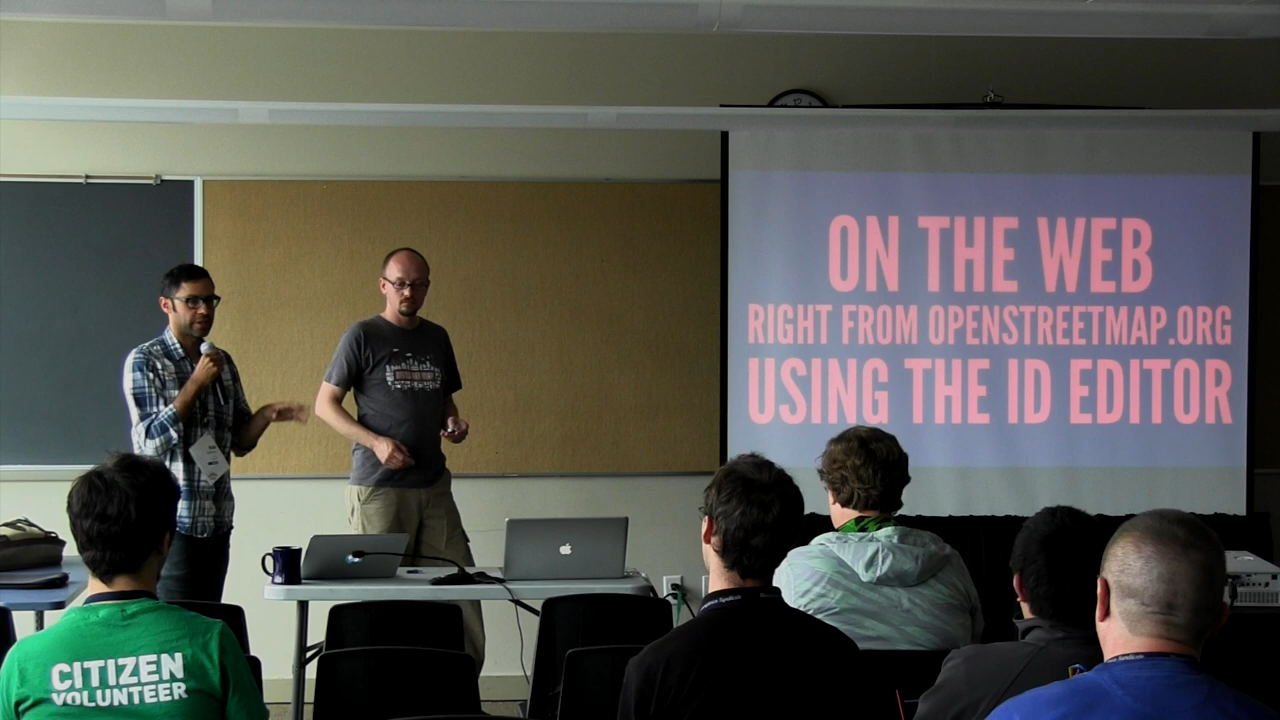 ON THE WEB
RIGHT FROM OPENSTREETMAP.ORG
USING THE ID EDITOR
CITIZEN
VOLUNTEER